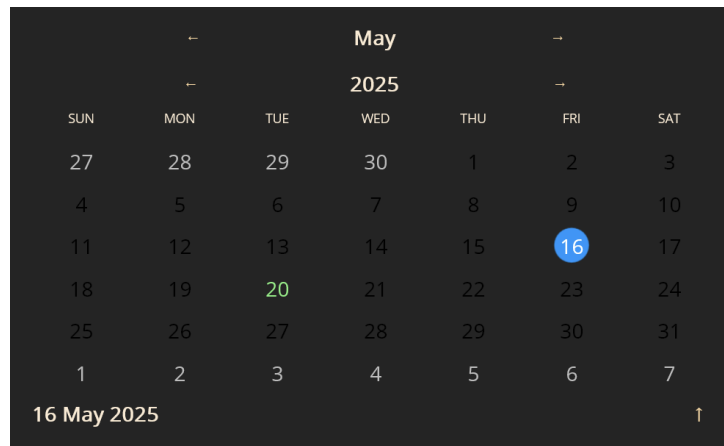 ← May →
← 2025 →
SUN MON TUE WED THU FRI SAT
27 28 29 30 1 2 3
4 5 6 7 8 9 10
11 12 13 14 15 16 17
18 19 20 21 22 23 24
25 26 27 28 29 30 31
1 2 3 4 5 6 7
16 May 2025 ↑